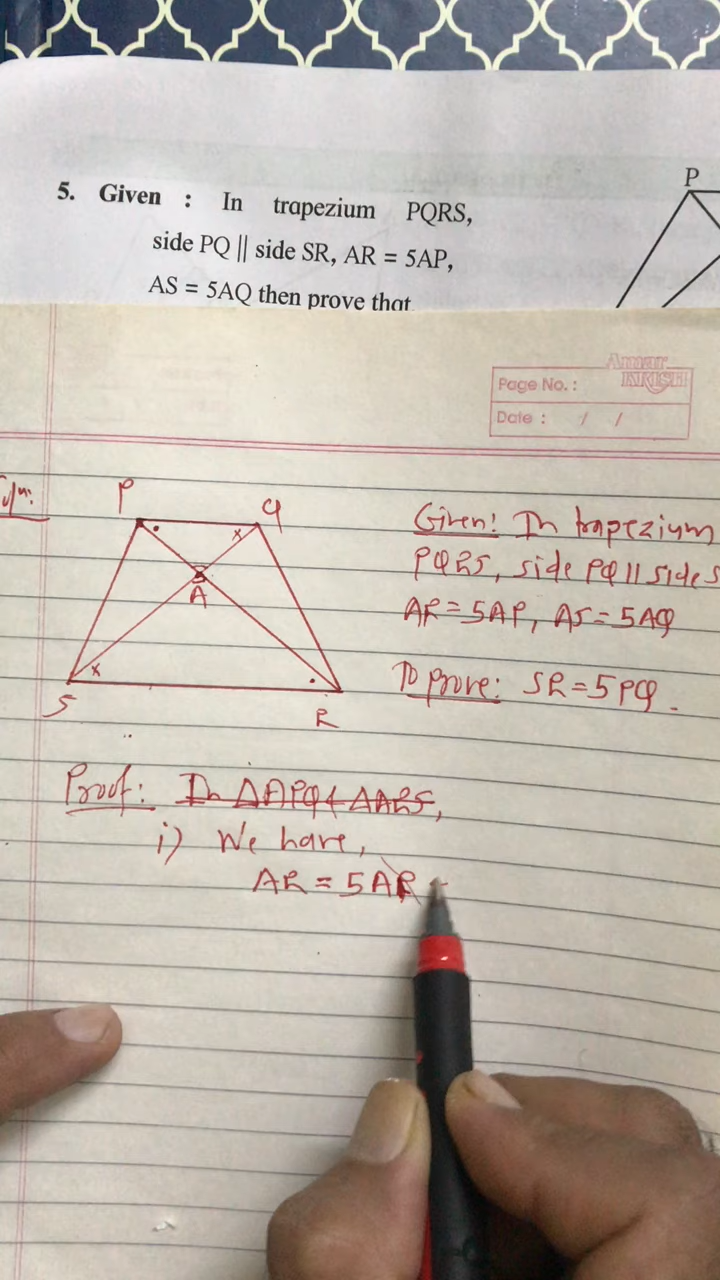 5. Given : In trapezium PQRS,
side PQ || side SR, AR = 5AP,
AS = 5AQ then prove that
P
Amar
Page No. :
Date : / /
Soln:
P
Q
x
A
x
S
R
Given: In trapezium
PQRS, side PQ || side S
AR = 5AP, AS = 5AQ
To prove: SR = 5PQ.
Proof: In ΔAPQ & ΔARS,
i) We have,
AR = 5AP